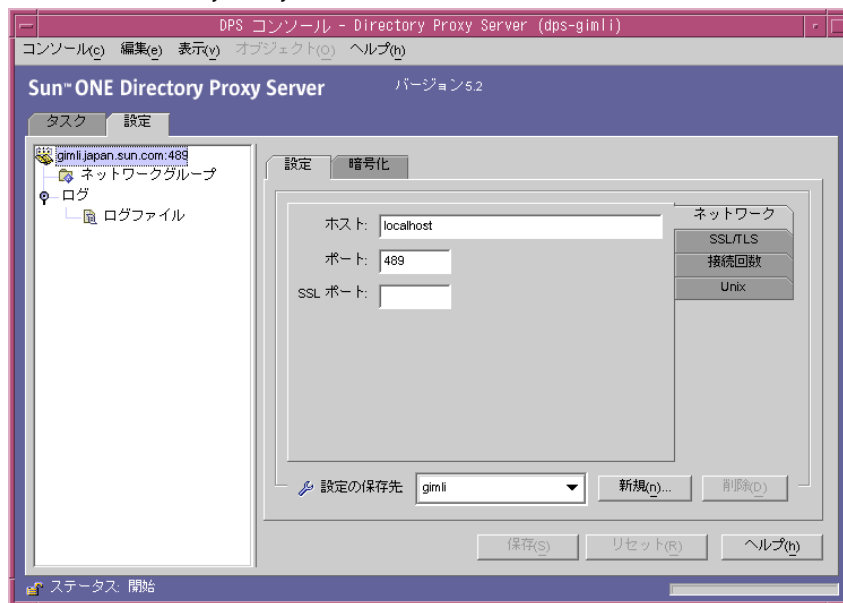 DPS コンソール - Directory Proxy Server (dps-gimli)
コンソール(c) 編集(e) 表示(v) オブジェクト(o) ヘルプ(h)
Sun™ ONE Directory Proxy Server バージョン5.2
タスク 設定
gimli.japan.sun.com:489
ネットワークグループ
ログ
ログファイル
設定 暗号化
ホスト: localhost
ポート: 489
SSL ポート:
ネットワーク
SSL/TLS
接続回数
Unix
設定の保存先 gimli 新規(n)... 削除(D)
保存(S) リセット(R) ヘルプ(h)
ステータス: 開始